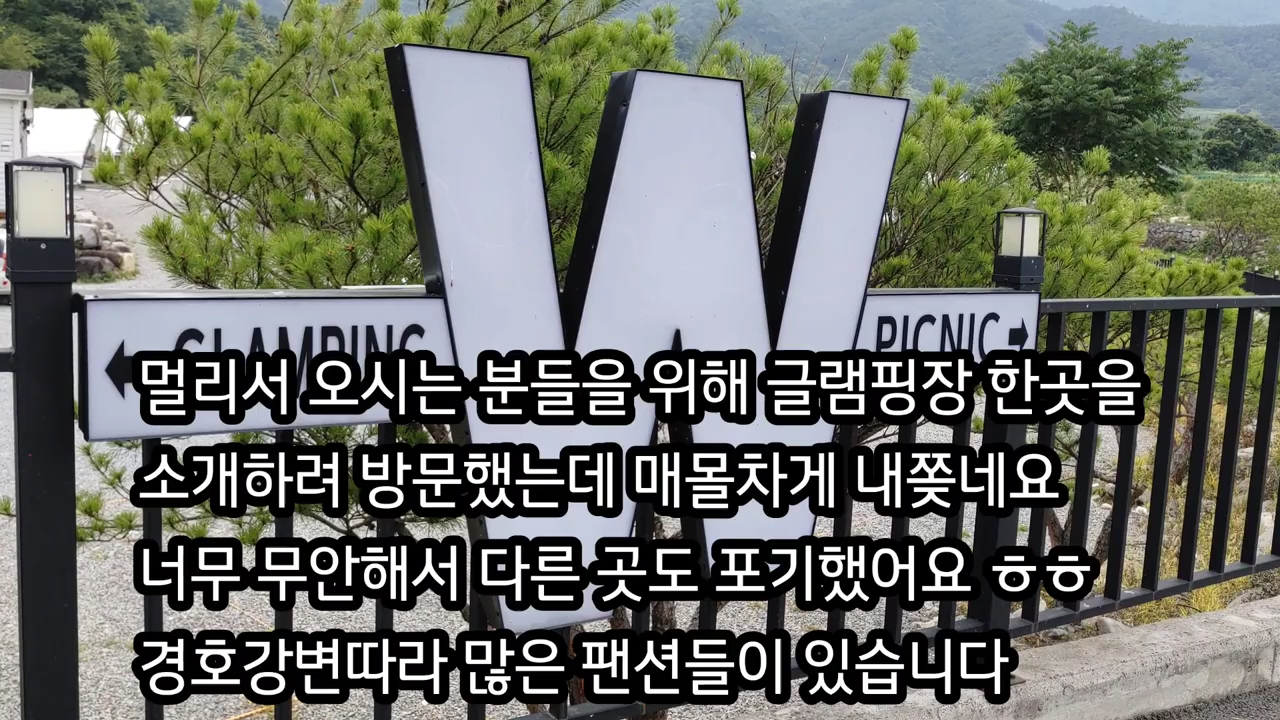 W
← GLAMPING
PICNIC →
멀리서 오시는 분들을 위해 글램핑장 한곳을
소개하려 방문했는데 매몰차게 내쫓네요
너무 무안해서 다른 곳도 포기했어요 ㅎㅎ
경호강변따라 많은 팬션들이 있습니다